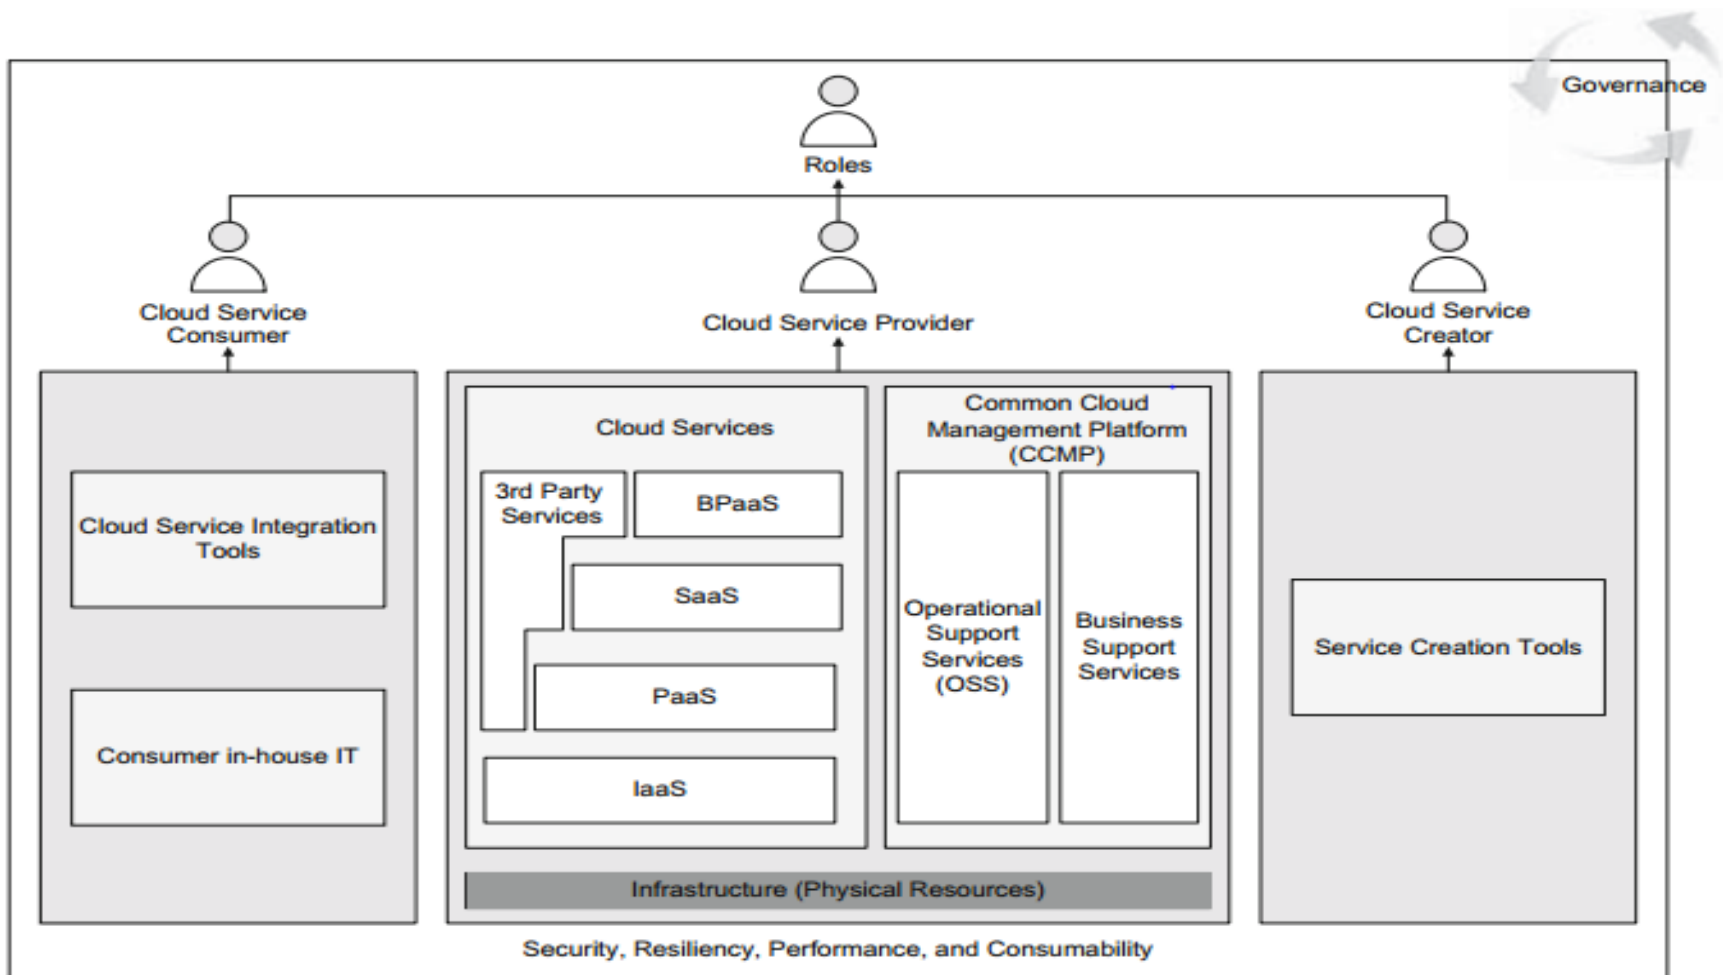 Governance
Roles
Cloud Service
Consumer
Cloud Service Provider
Cloud Service
Creator
Cloud Service Integration
Tools
Consumer in-house IT
Cloud Services
3rd Party
Services
BPaaS
SaaS
PaaS
IaaS
Common Cloud
Management Platform
(CCMP)
Operational
Support
Services
(OSS)
Business
Support
Services
Service Creation Tools
Infrastructure (Physical Resources)
Security, Resiliency, Performance, and Consumability